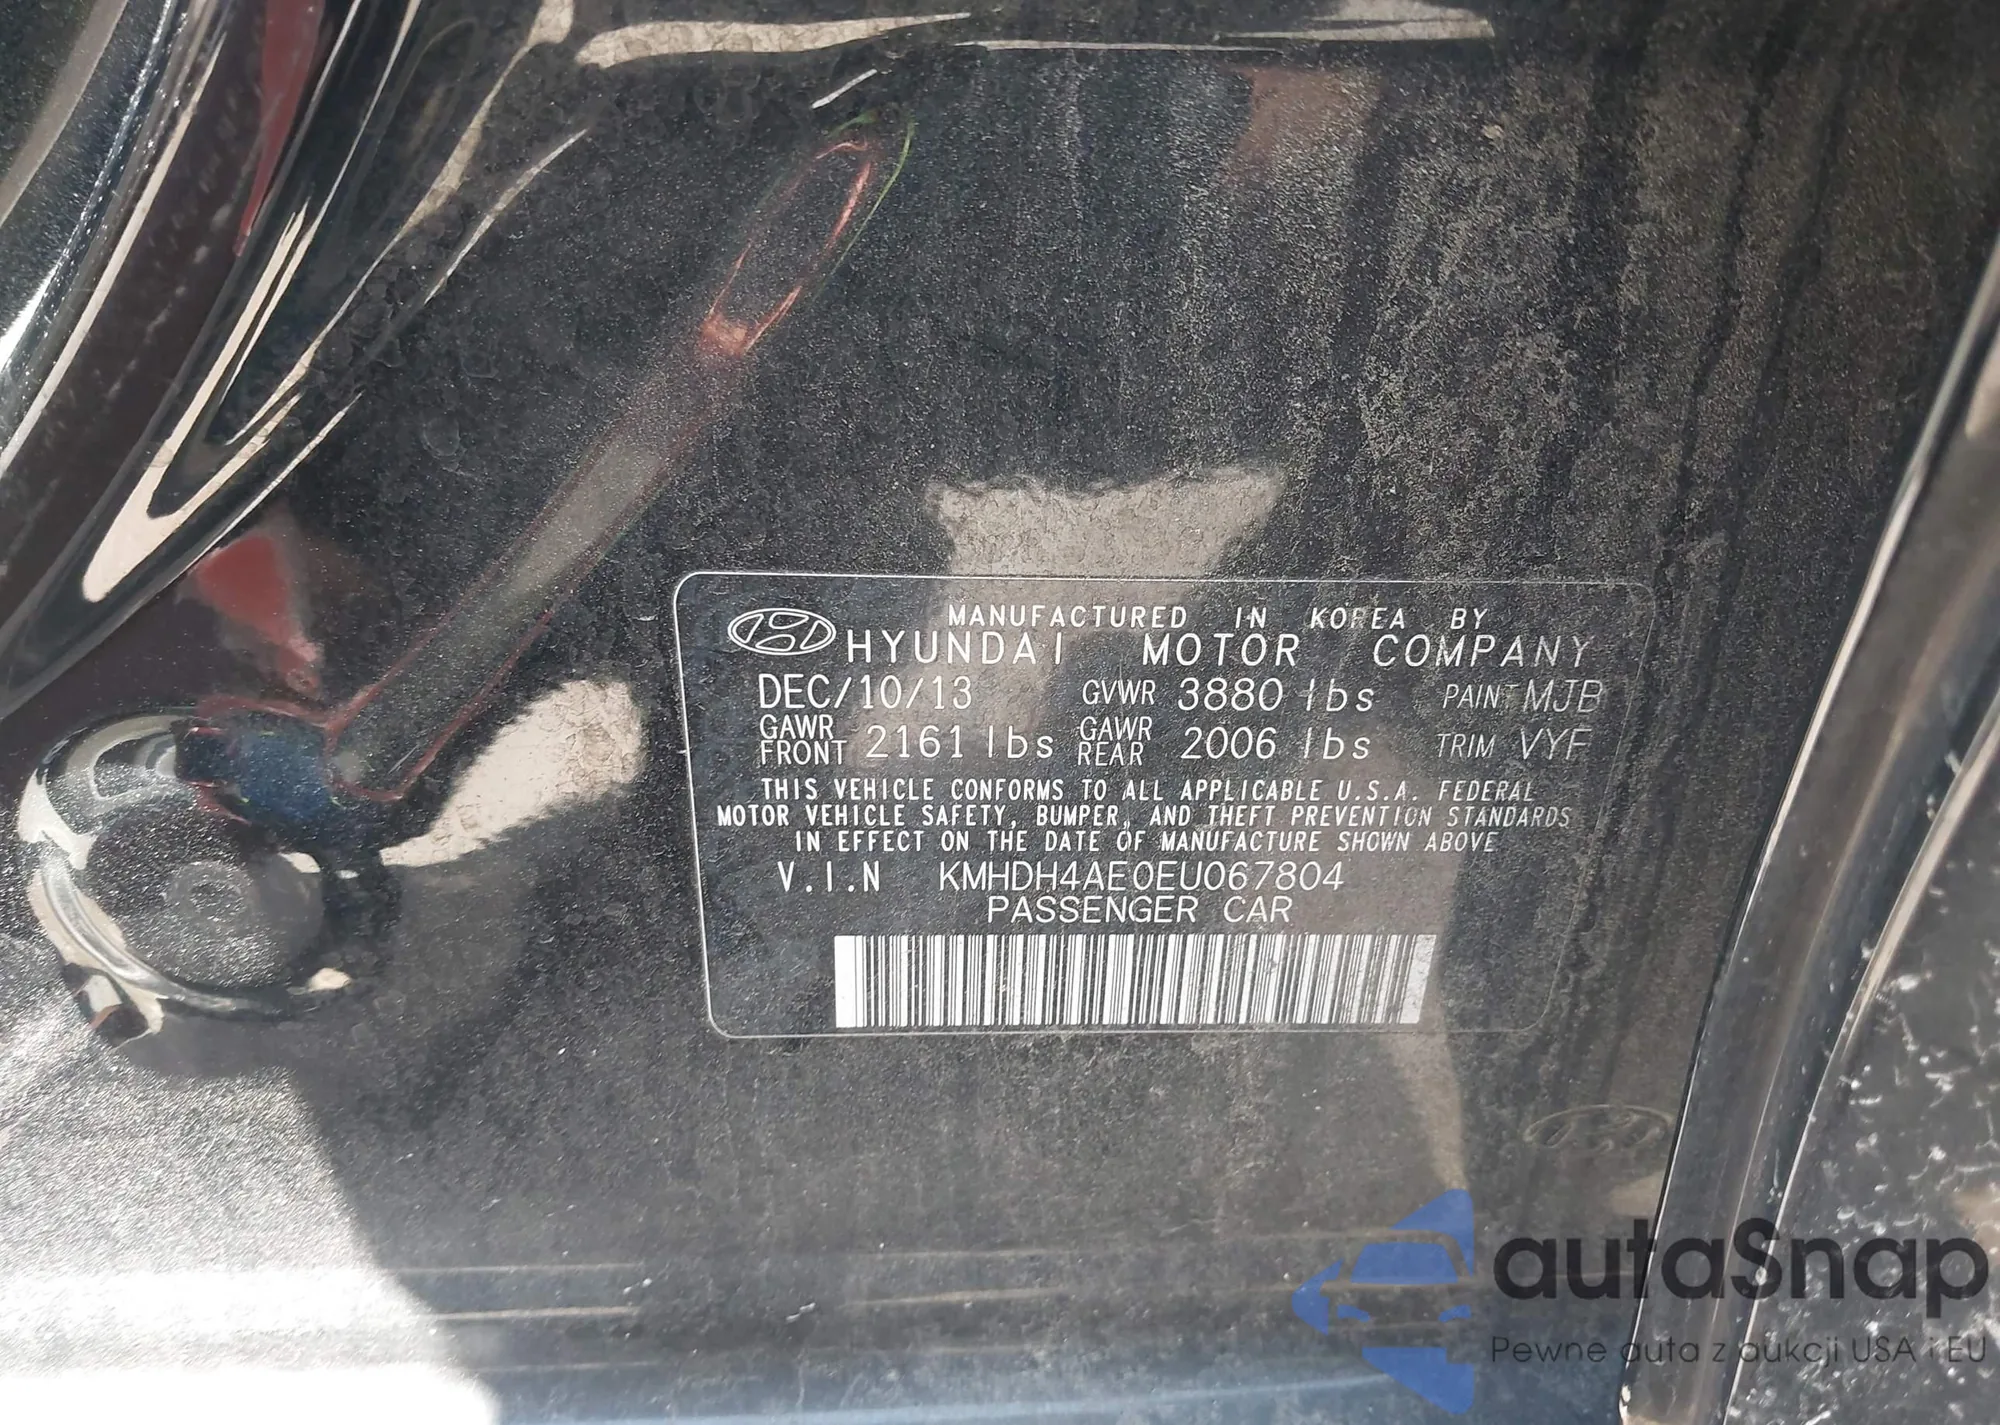 MANUFACTURED IN KOREA BY
HYUNDAI MOTOR COMPANY
DEC/10/13 GVWR 3880 lbs PAINT MJB
GAWR FRONT 2161 lbs GAWR REAR 2006 lbs TRIM VYF
THIS VEHICLE CONFORMS TO ALL APPLICABLE U.S.A. FEDERAL
MOTOR VEHICLE SAFETY, BUMPER, AND THEFT PREVENTION STANDARDS
IN EFFECT ON THE DATE OF MANUFACTURE SHOWN ABOVE
V.I.N KMHDH4AE0EU067804
PASSENGER CAR
autaSnap
Pewne auta z aukcji USA i EU